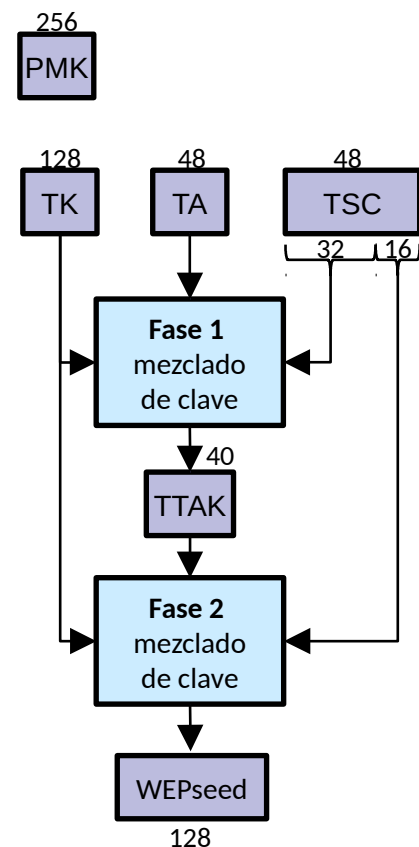 256
PMK
128
48
48
TK
TA
TSC
32
16
Fase 1
mezclado
de clave
40
TTAK
Fase 2
mezclado
de clave
WEPseed
128